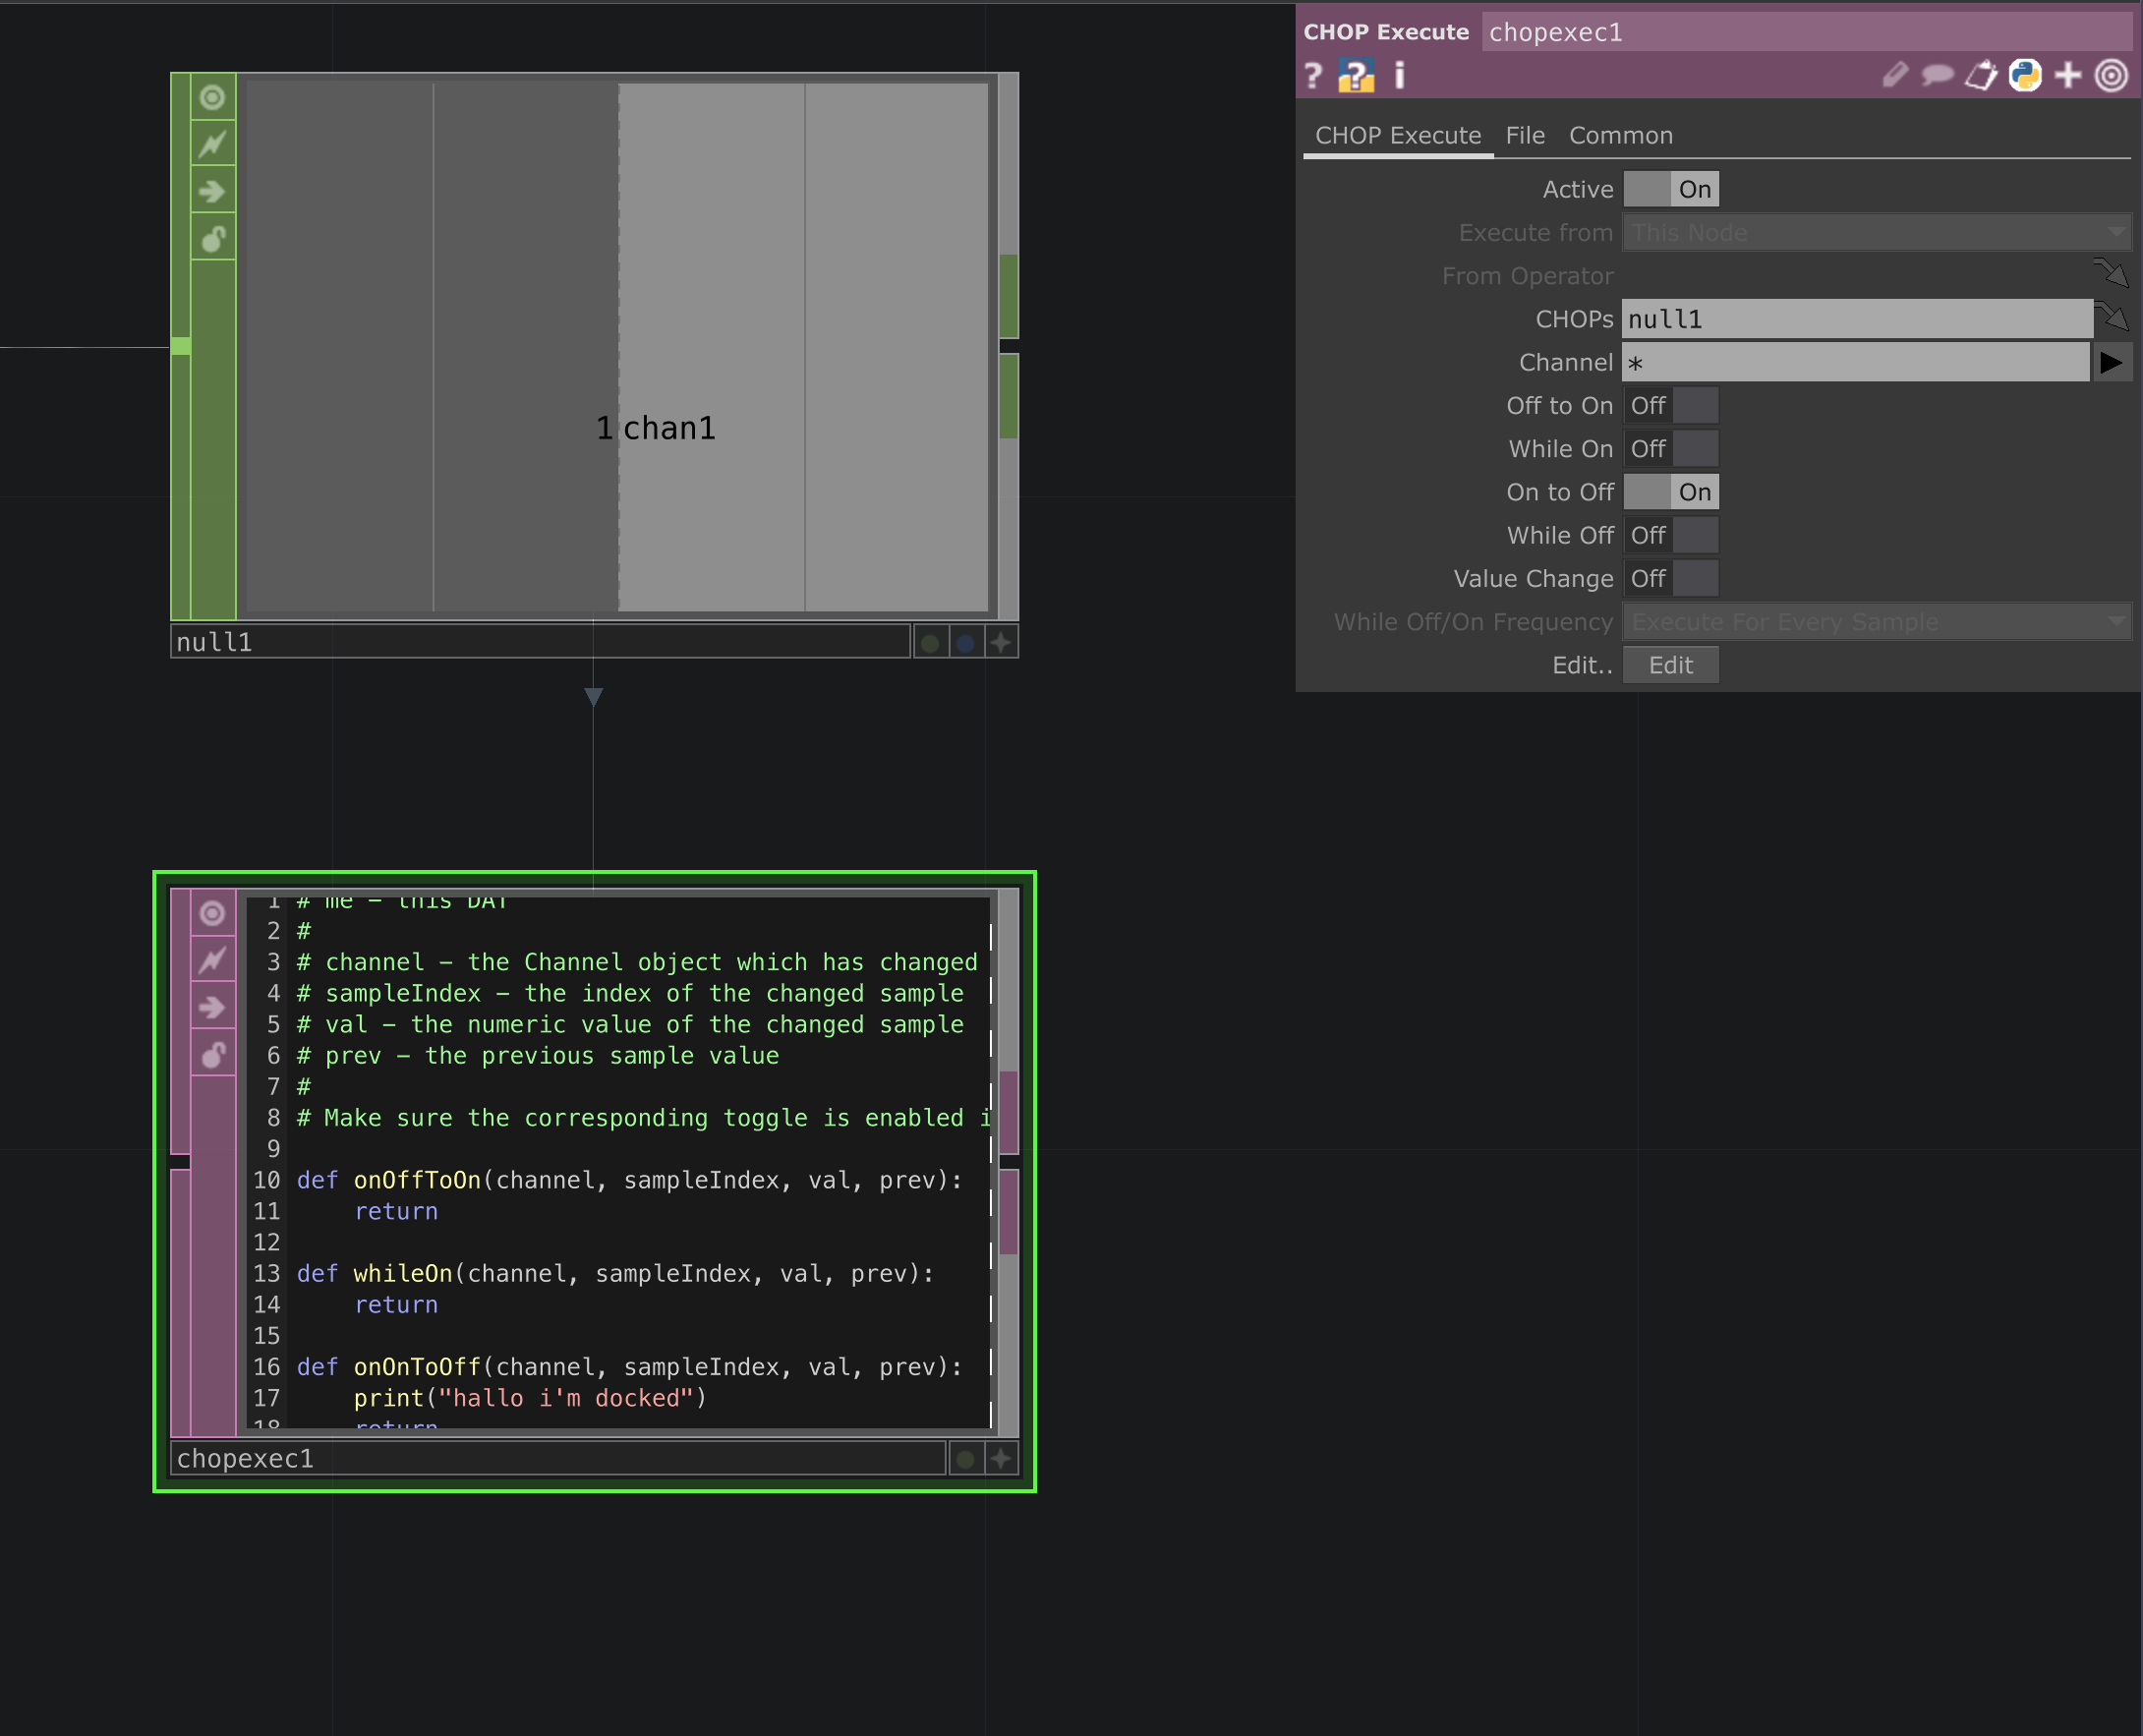 1 chan1
null1
1 # me - this DAT
2 #
3 # channel - the Channel object which has changed
4 # sampleIndex - the index of the changed sample
5 # val - the numeric value of the changed sample
6 # prev - the previous sample value
7 #
8 # Make sure the corresponding toggle is enabled i
9
10 def onOffToOn(channel, sampleIndex, val, prev):
11     return
12
13 def whileOn(channel, sampleIndex, val, prev):
14     return
15
16 def onOnToOff(channel, sampleIndex, val, prev):
17     print("hallo i'm docked")
18     return
chopexec1
CHOP Execute chopexec1
? ? i
CHOP Execute File Common
Active On
Execute from This Node
From Operator
CHOPs null1
Channel *
Off to On Off
While On Off
On to Off On
While Off Off
Value Change Off
While Off/On Frequency Execute For Every Sample
Edit.. Edit